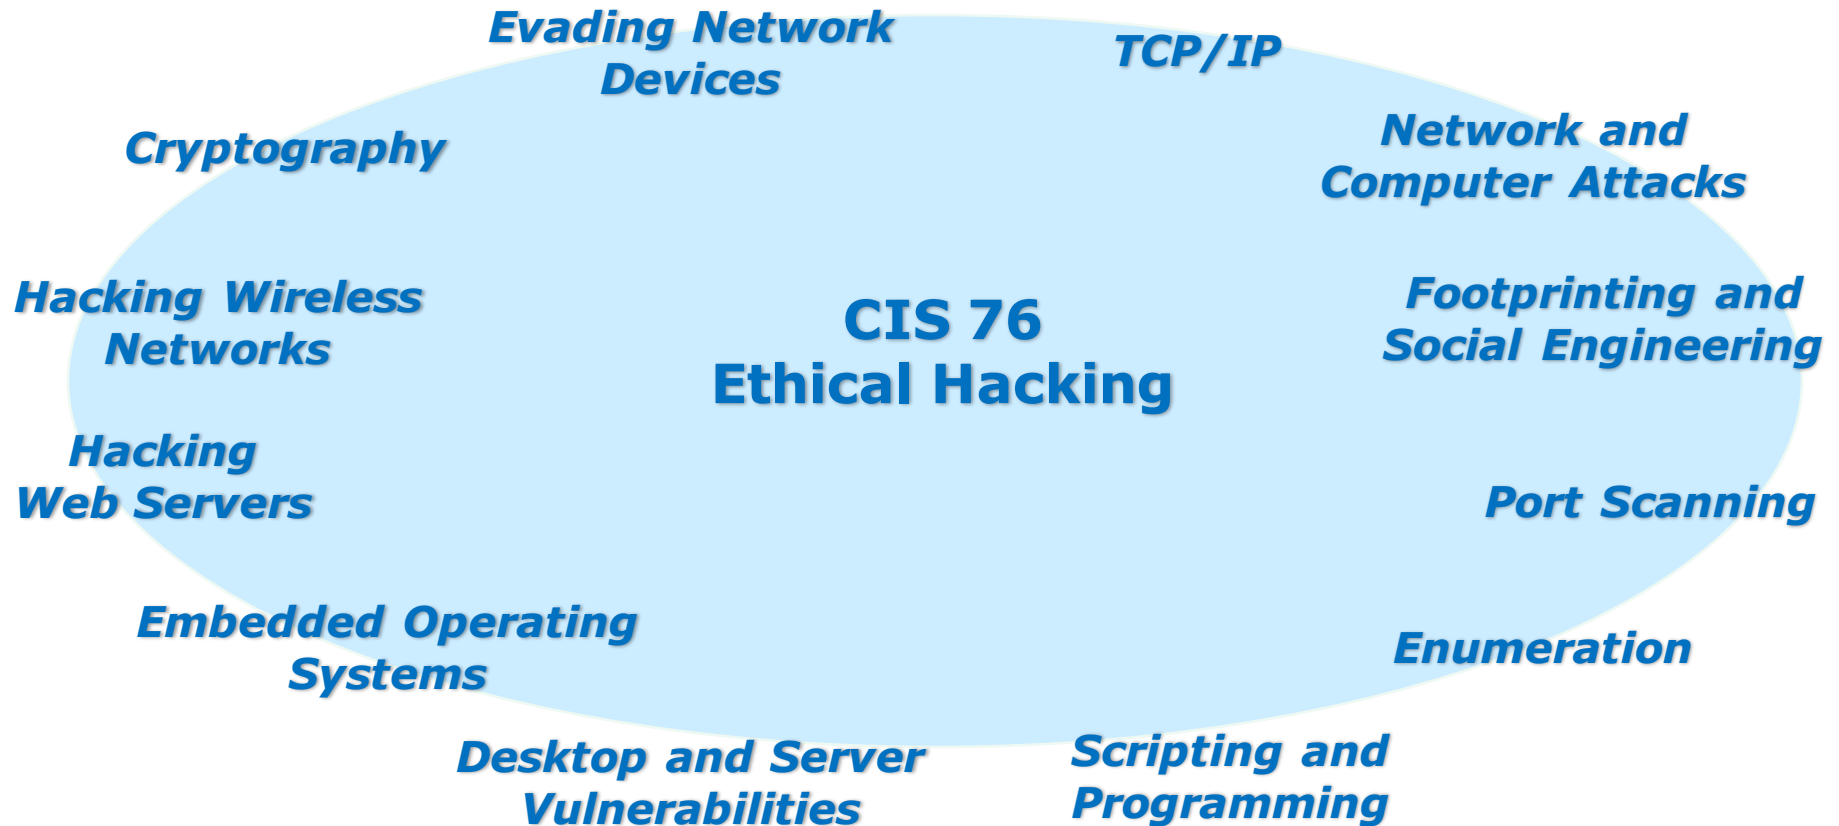 Evading Network
Devices
TCP/IP
Network and
Computer Attacks
Cryptography
Footprinting and
Social Engineering
Hacking Wireless
Networks
CIS 76
Ethical Hacking
Hacking
Web Servers
Port Scanning
Embedded Operating
Systems
Enumeration
Desktop and Server
Vulnerabilities
Scripting and
Programming